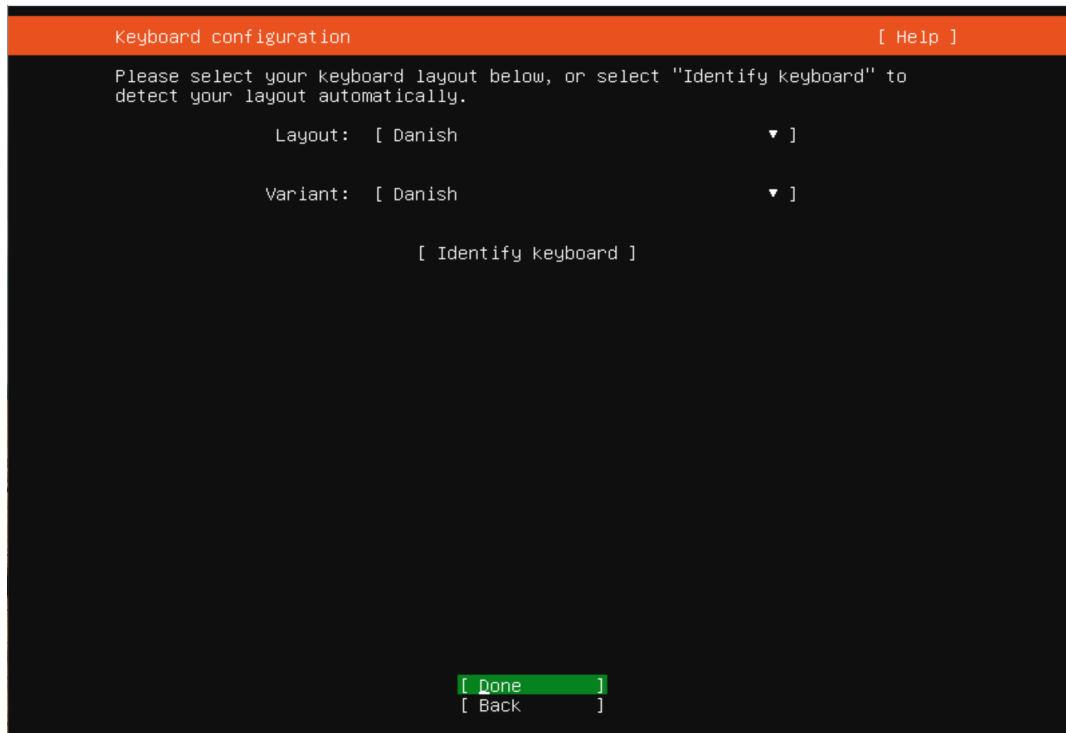 Keyboard configuration [ Help ]
Please select your keyboard layout below, or select "Identify keyboard" to
detect your layout automatically.
Layout: [ Danish ▾ ]
Variant: [ Danish ▾ ]
[ Identify keyboard ]
[ Done ]
[ Back ]